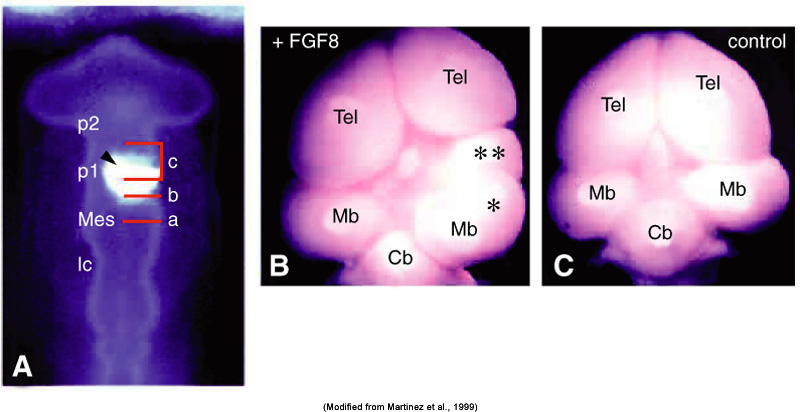 p2
c
p1
b
Mes
a
Ic
A
+ FGF8
Tel
Tel
**
*
Mb
Mb
Cb
B
control
Tel
Tel
Mb
Mb
Cb
C
(Modified from Martinez et al., 1999)